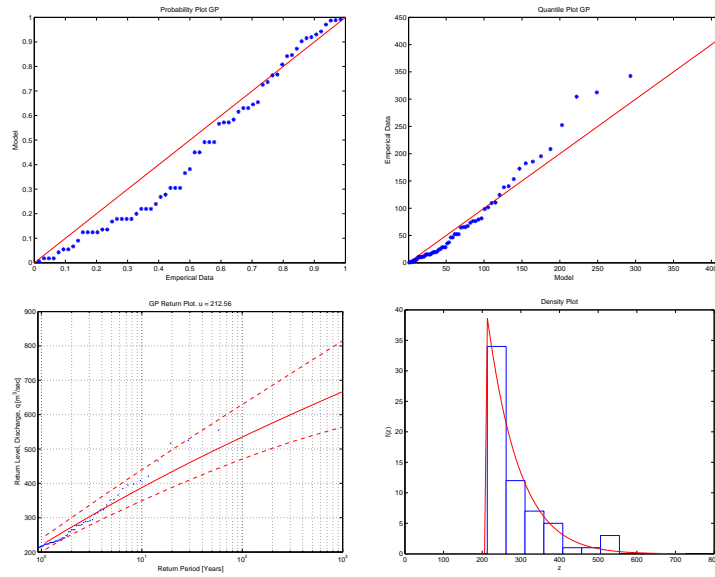 Probability Plot GP
1
0.9
0.8
0.7
0.6
0.5
0.4
0.3
0.2
0.1
0
Model
0 0.1 0.2 0.3 0.4 0.5 0.6 0.7 0.8 0.9 1
Emperical Data
Quantile Plot GP
450
400
350
300
250
200
150
100
50
0
Emperical Data
50 100 150 200 250 300 350 400
Model
GP Return Plot. u = 212.56
900
800
700
600
500
400
300
200
Return Level, Discharge, q [m³/sec]
10⁰ 10¹ 10² 10³
Return Period [Years]
Density Plot
40
35
30
25
20
15
10
5
0
f(z)
0 100 200 300 400 500 600 700 800
z